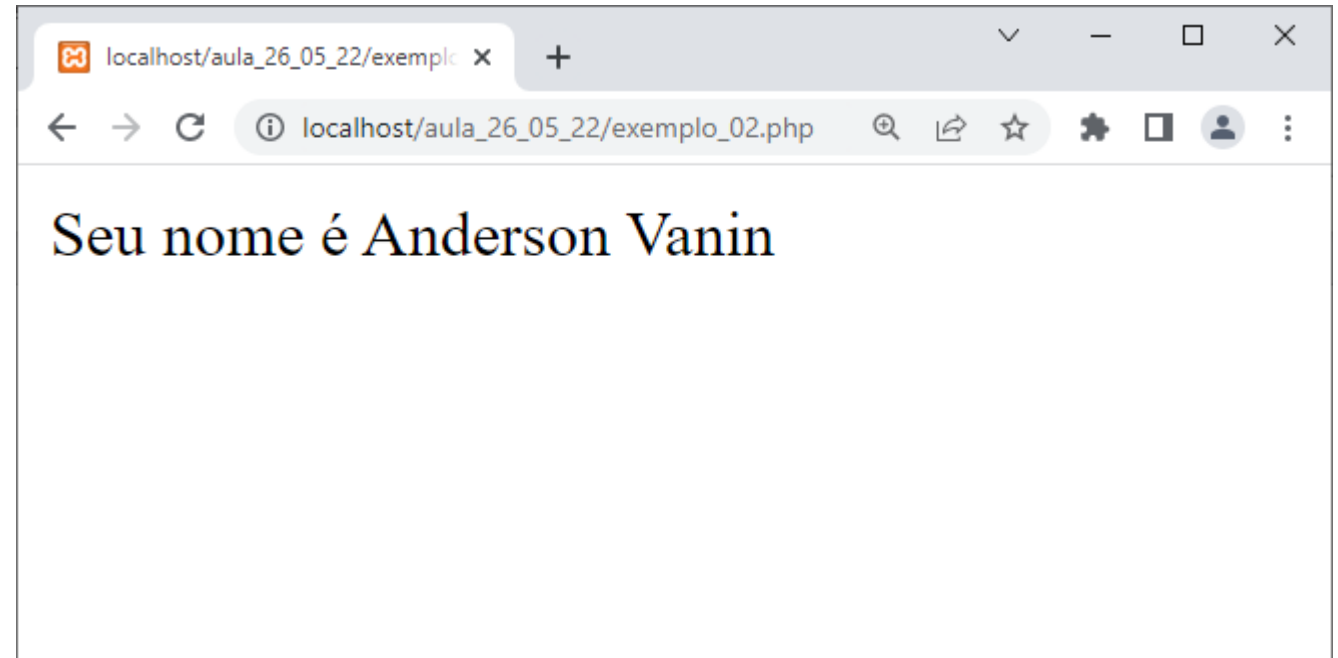 localhost/aula_26_05_22/exemplo
localhost/aula_26_05_22/exemplo_02.php
Seu nome é Anderson Vanin